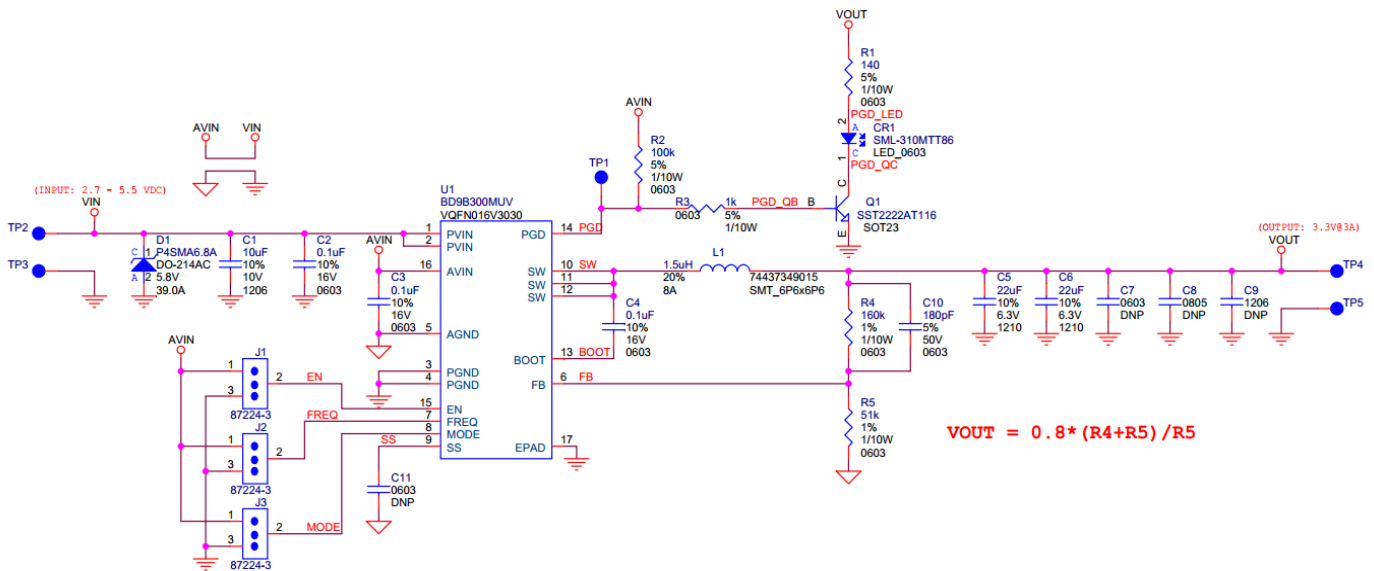 VOUT
R1
140
5%
1/10W
0603
PGD_LED
2
A
CR1
SML-310MTT86
LED_0603
C
1
PGD_QC
AVIN
VIN
AVIN
R2
100k
5%
1/10W
0603
TP1
R3
0603
1k
5%
1/10W
PGD_QB
B
C
E
Q1
SST2222AT116
SOT23
(INPUT: 2.7 - 5.5 VDC)
VIN
TP2
TP3
C
1
A
2
D1
P4SMA6.8A
DO-214AC
5.8V
39.0A
C1
10uF
10%
10V
1206
C2
0.1uF
10%
16V
0603
AVIN
C3
0.1uF
10%
16V
0603
U1
BD9B300MUV
VQFN016V3030
1
PVIN
2
PVIN
16
AVIN
5
AGND
3
PGND
4
PGND
15
EN
7
FREQ
8
MODE
9
SS
PGD
14
PGD
SW
10
SW
SW
11
SW
12
BOOT
13
BOOT
FB
6
FB
EPAD
17
C4
0.1uF
10%
16V
0603
L1
1.5uH
20%
8A
74437349015
SMT_6P6x6P6
R4
160k
1%
1/10W
0603
C10
180pF
5%
50V
0603
R5
51k
1%
1/10W
0603
C5
22uF
10%
6.3V
1210
C6
22uF
10%
6.3V
1210
C7
0603
DNP
C8
0805
DNP
C9
1206
DNP
(OUTPUT: 3.3V@3A)
VOUT
TP4
TP5
VOUT = 0.8*(R4+R5)/R5
AVIN
J1
1
2
3
87224-3
EN
J2
1
2
3
87224-3
FREQ
J3
1
2
3
87224-3
MODE
SS
C11
0603
DNP